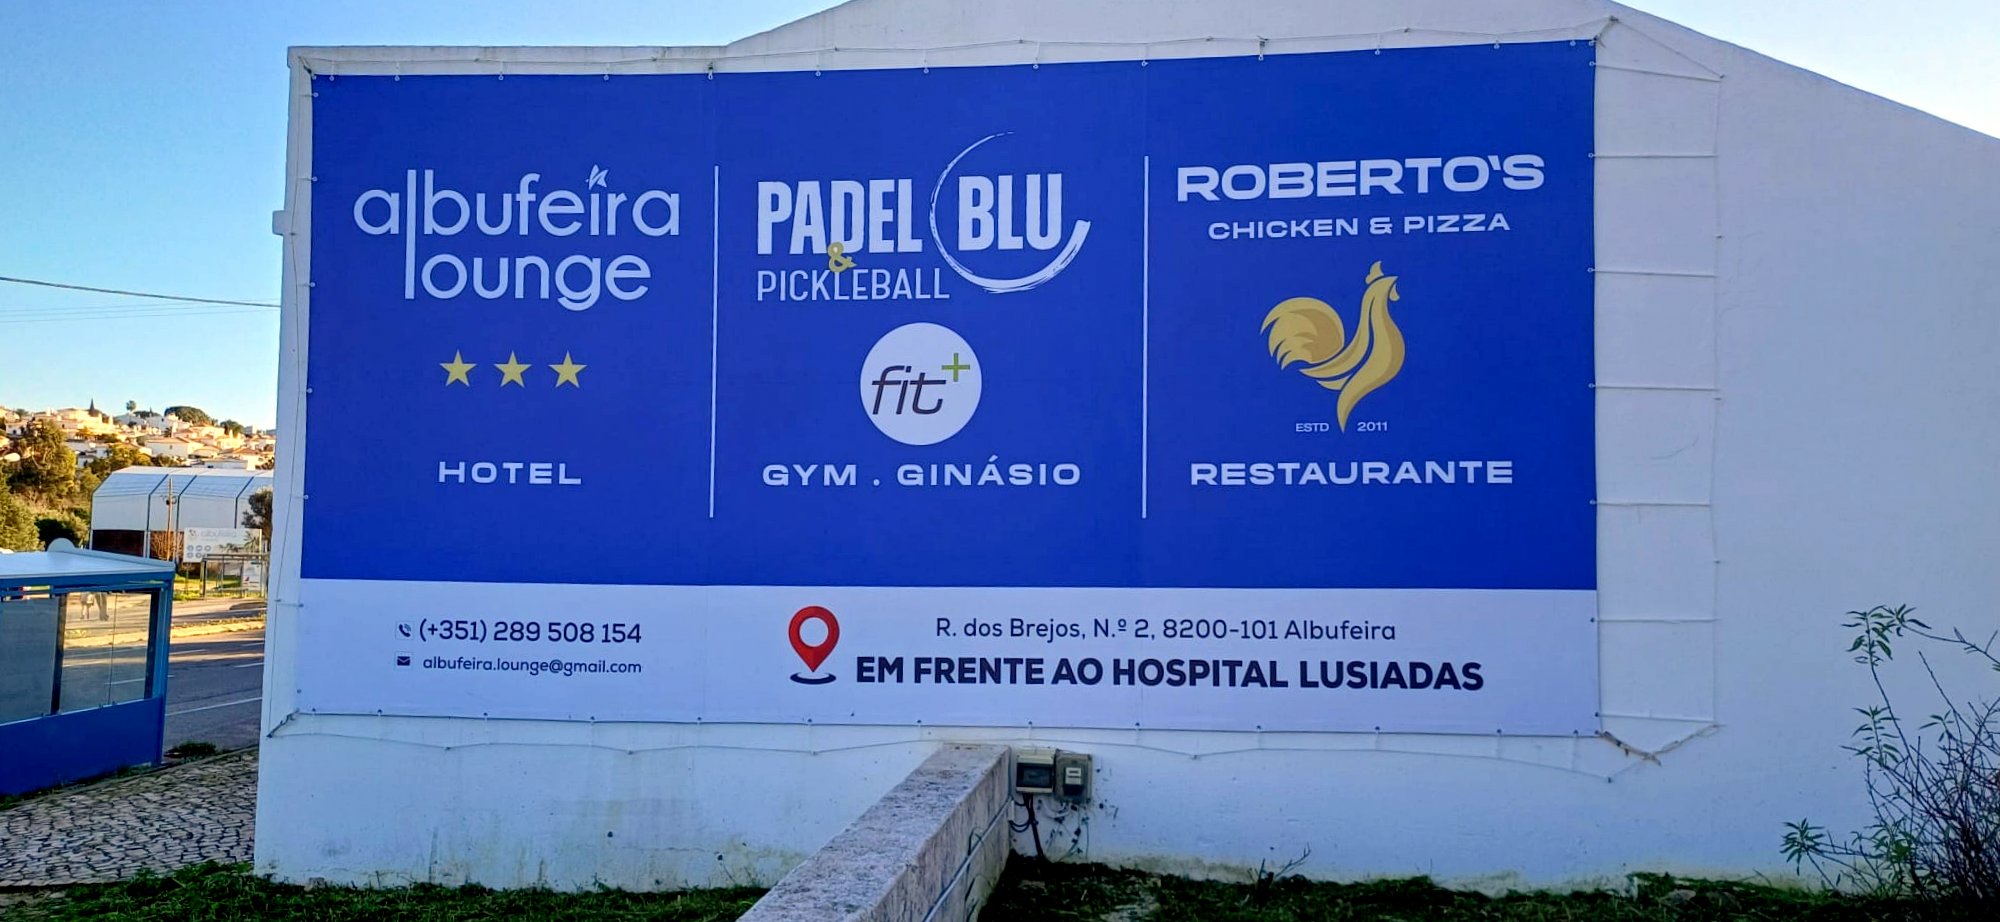 albufeira
lounge
HOTEL
PADEL BLU
&
PICKLEBALL
fit+
GYM . GINÁSIO
ROBERTO'S
CHICKEN & PIZZA
ESTD 2011
RESTAURANTE
(+351) 289 508 154
albufeira.lounge@gmail.com
R. dos Brejos, N.º 2, 8200-101 Albufeira
EM FRENTE AO HOSPITAL LUSIADAS
albufeira